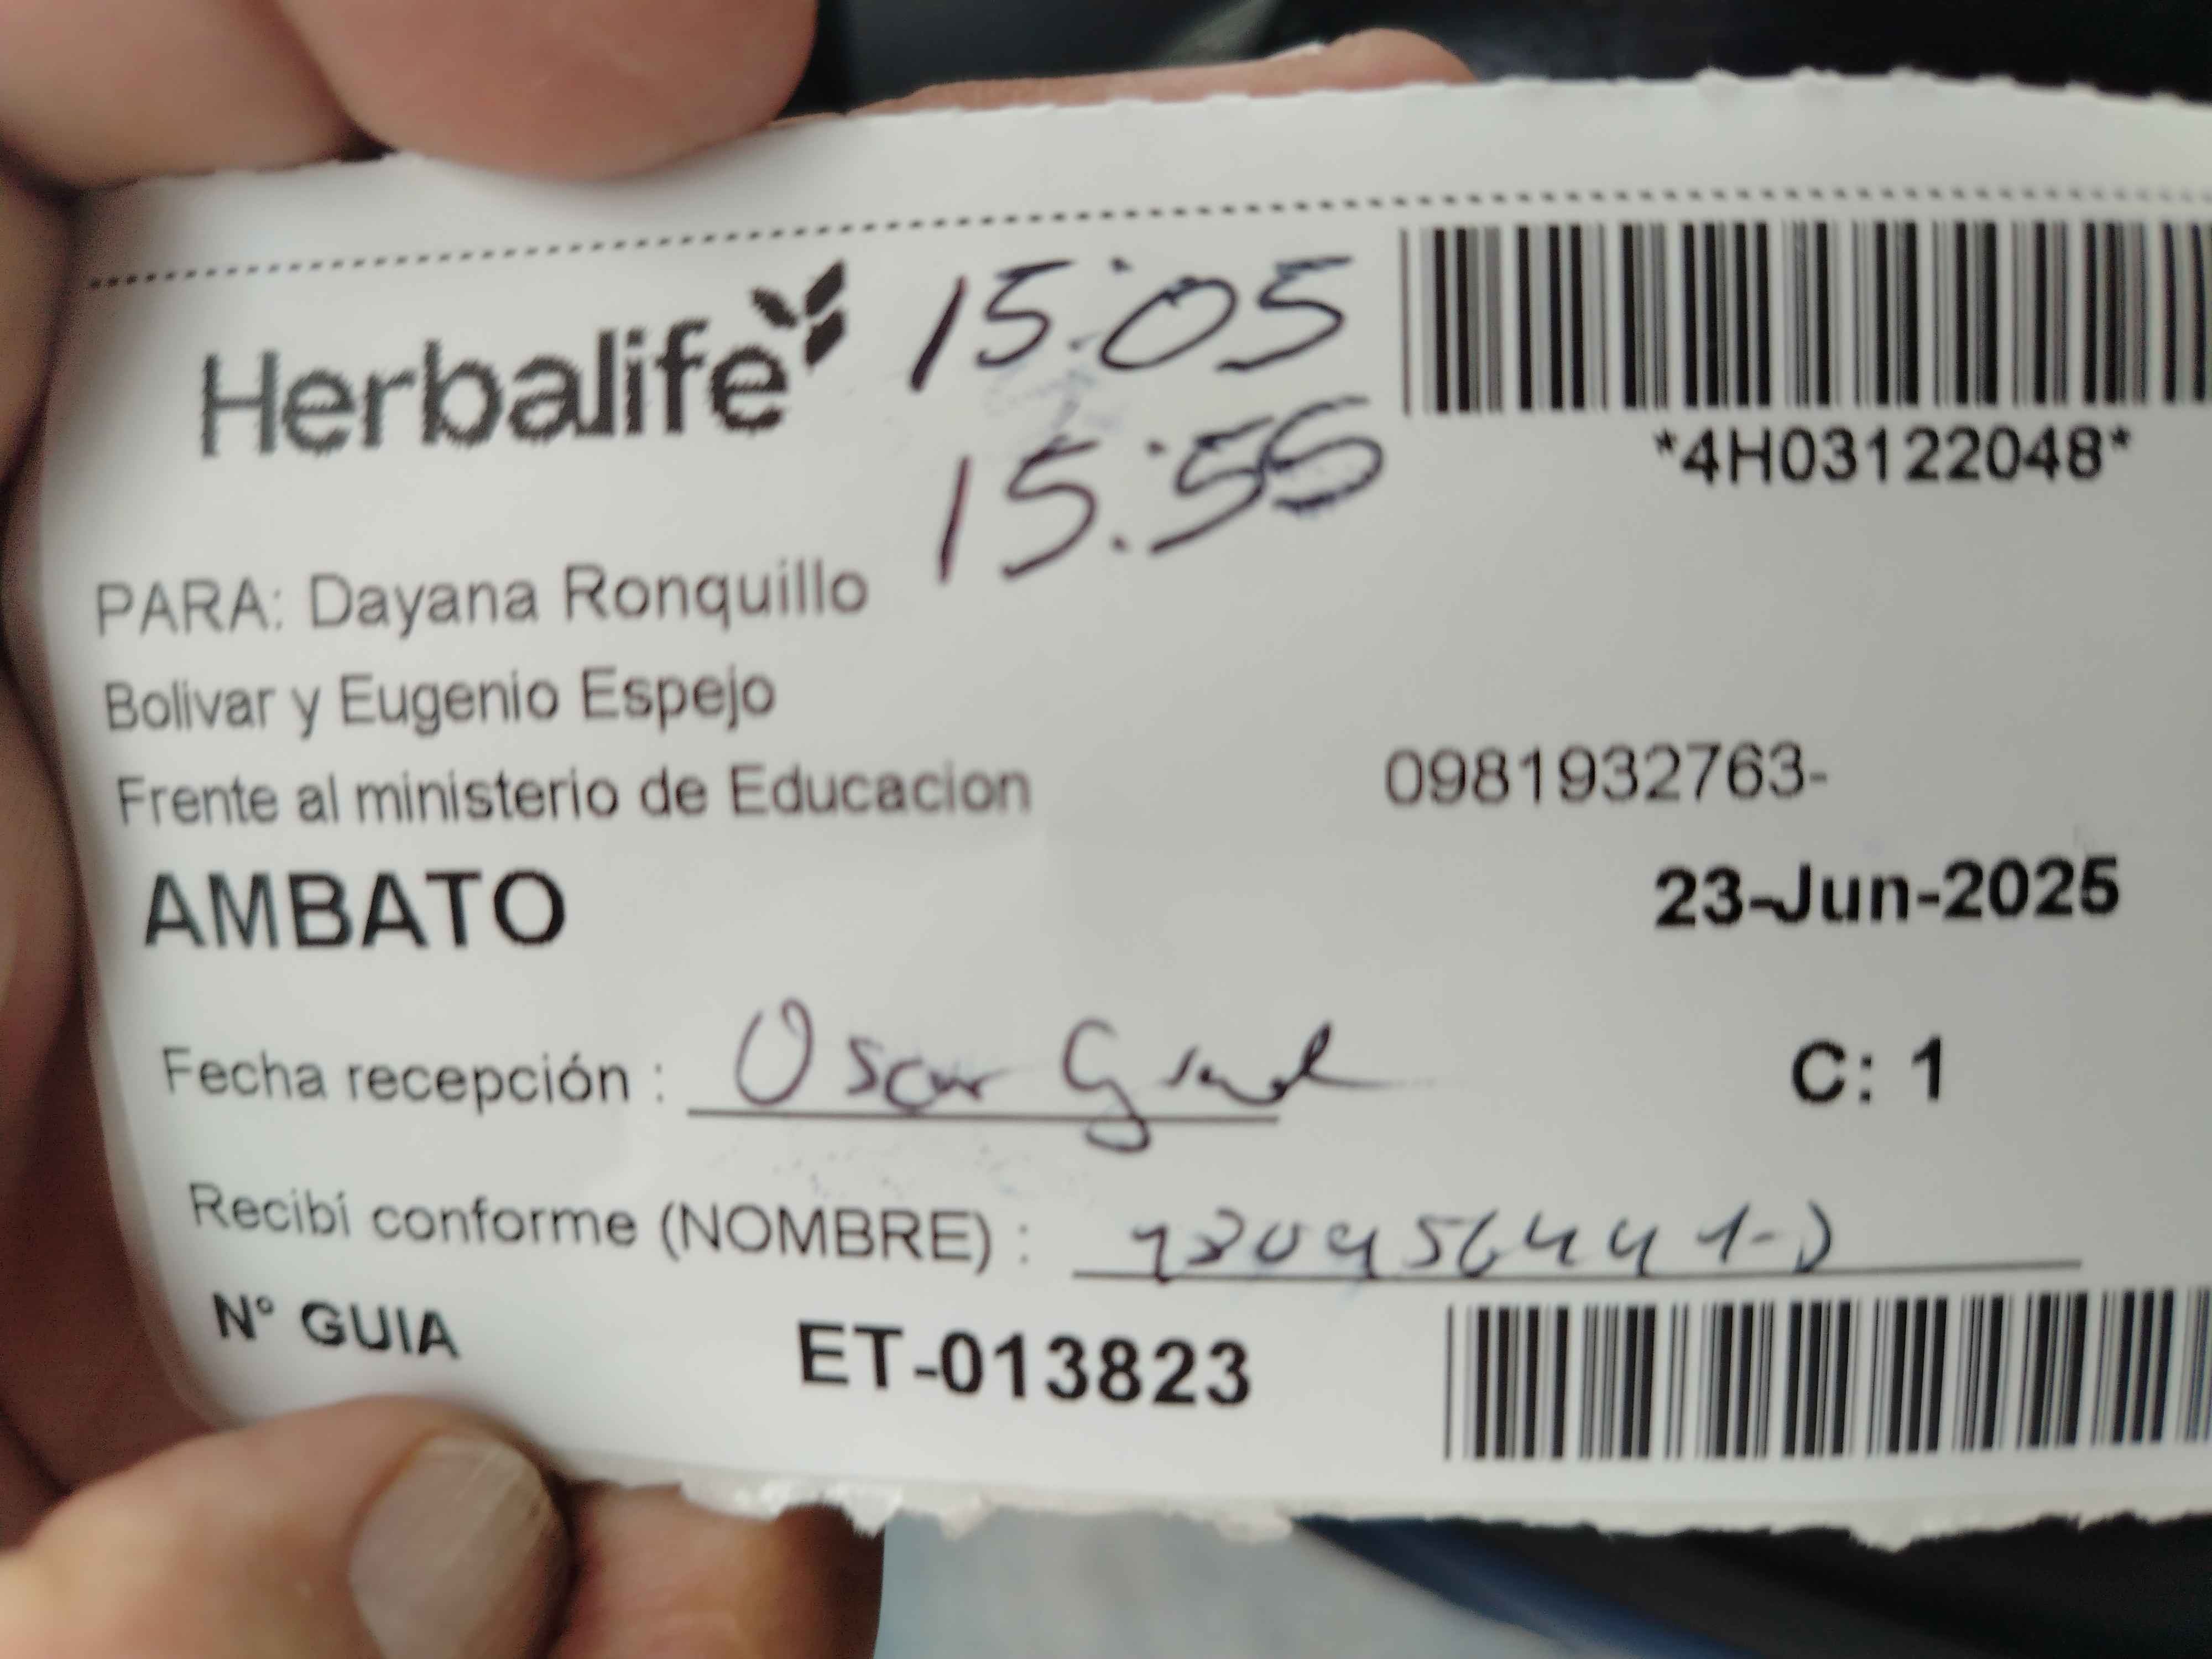 Herbalife 15:05
15:55
*4H03122048*
PARA: Dayana Ronquillo
Bolivar y Eugenio Espejo
Frente al ministerio de Educacion 0981932763-
AMBATO 23-Jun-2025
Fecha recepción : Oscar C: 1
Recibí conforme (NOMBRE) :
N° GUIA ET-013823